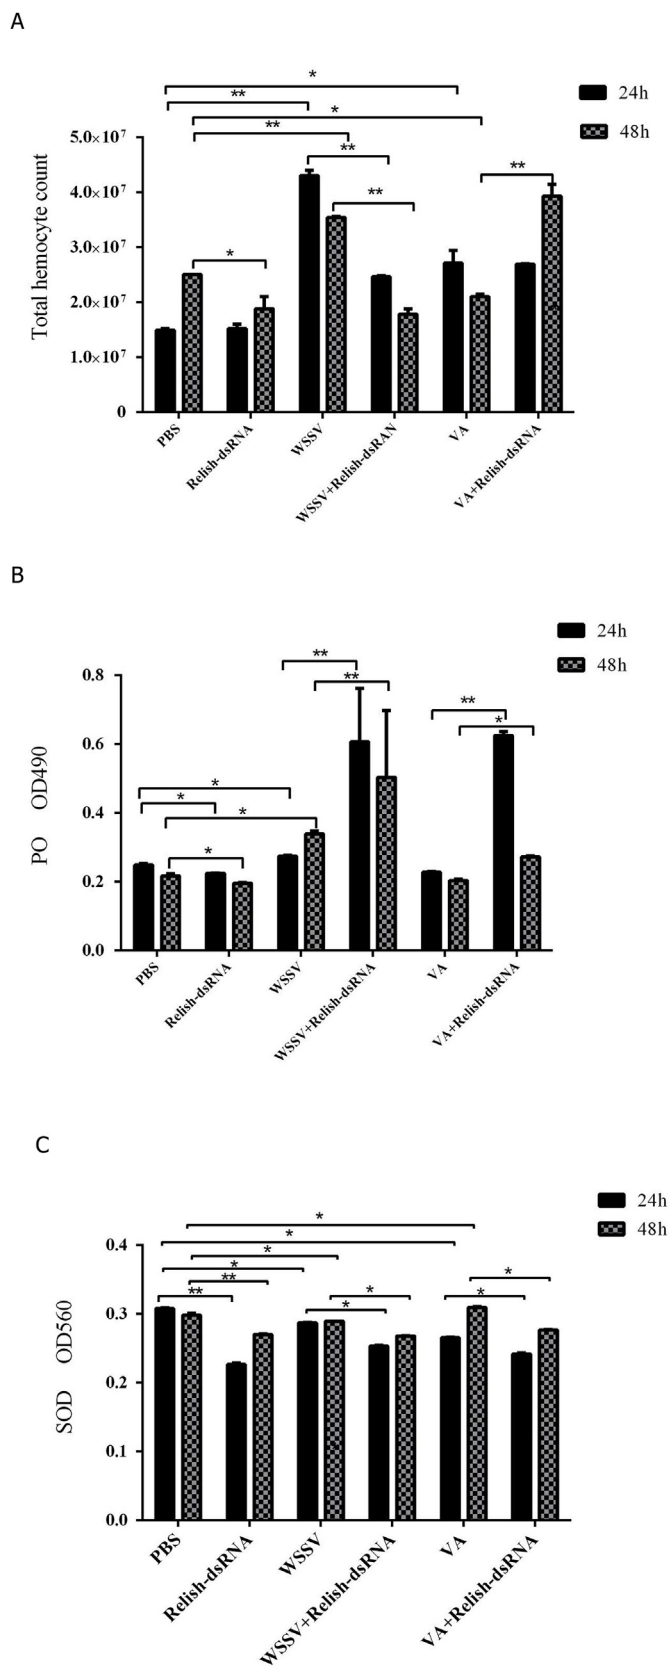 A
*
**
24h
*
**
48h
5.0×10⁷
**
**
4.0×10⁷
**
3.0×10⁷
*
2.0×10⁷
1.0×10⁷
0
Total hemocyte count
PBS
Relish-dsRNA
WSSV
WSSV+Relish-dsRAN
VA
VA+Relish-dsRNA
B
24h
48h
**
**
0.8
**
*
0.6
*
*
0.4
*
*
0.2
0.0
PO OD490
PBS
Relish-dsRNA
WSSV
WSSV+Relish-dsRNA
VA
VA+Relish-dsRNA
C
24h
48h
*
*
0.4
*
*
**
*
**
*
*
*
0.3
0.2
0.1
0.0
SOD OD560
PBS
Relish-dsRNA
WSSV
WSSV+Relish-dsRNA
VA
VA+Relish-dsRNA